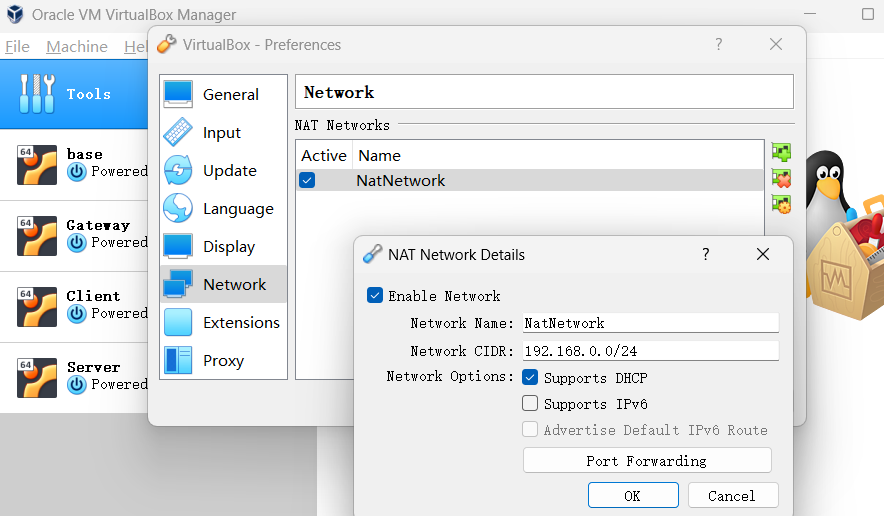 Oracle VM VirtualBox Manager
File Machine Hel
Tools
64
base
Powered
64
Gateway
Powered
64
Client
Powered
64
Server
Powered
VirtualBox - Preferences
?
General
Input
Update
Language
Display
Network
Extensions
Proxy
Network
NAT Networks
Active Name
NatNetwork
NAT Network Details
?
Enable Network
Network Name: NatNetwork
Network CIDR: 192.168.0.0/24
Network Options: Supports DHCP
Supports IPv6
Advertise Default IPv6 Route
Port Forwarding
OK Cancel